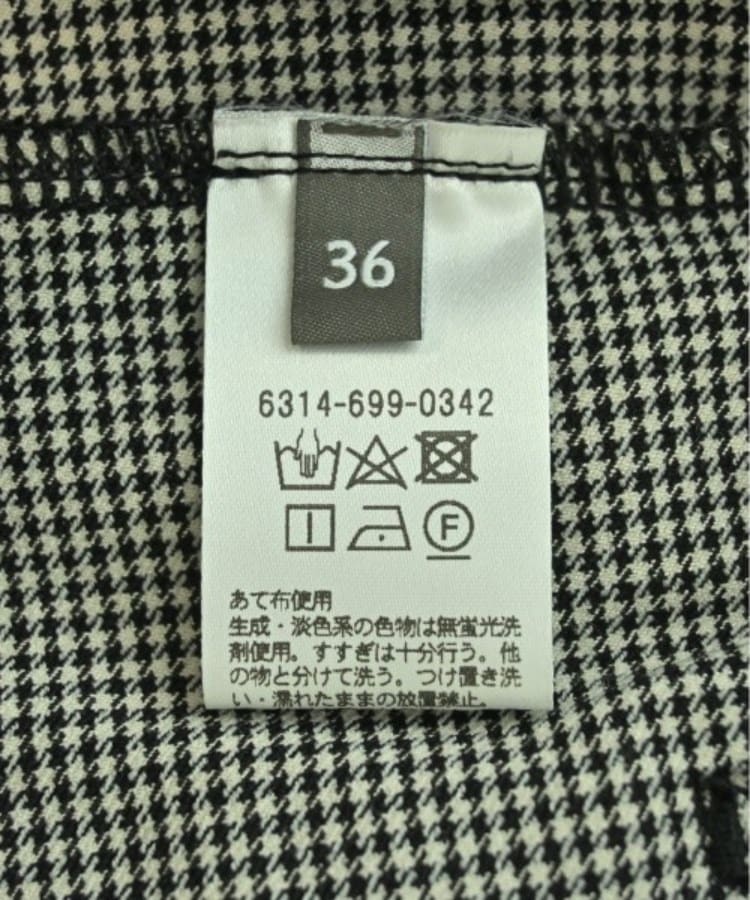 36
6314-699-0342
F
あて布使用
生成・淡色系の色物は無蛍光洗
剤使用。すすぎは十分行う。他
の物と分けて洗う。つけ置き洗
い・濡れたままの放置禁止。